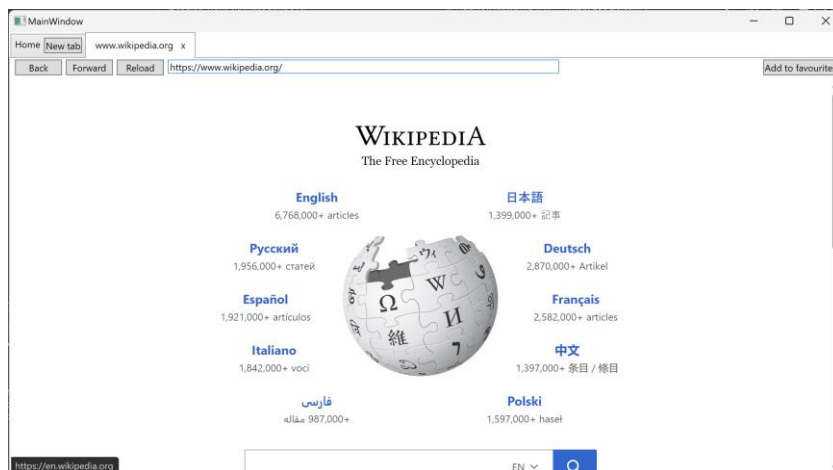 MainWindow
Home New tab www.wikipedia.org x
Back Forward Reload https://www.wikipedia.org/ Add to favourite
WIKIPEDIA
The Free Encyclopedia
English 日本語
6,768,000+ articles 1,399,000+ 記事
Русский Deutsch
1,956,000+ статей 2,870,000+ Artikel
Español Français
1,921,000+ artículos 2,582,000+ articles
Italiano 中文
1,842,000+ voci 1,397,000+ 条目 / 條目
فارسی Polski
۹87,000+ مقاله 1,597,000+ haseł
EN
https://en.wikipedia.org